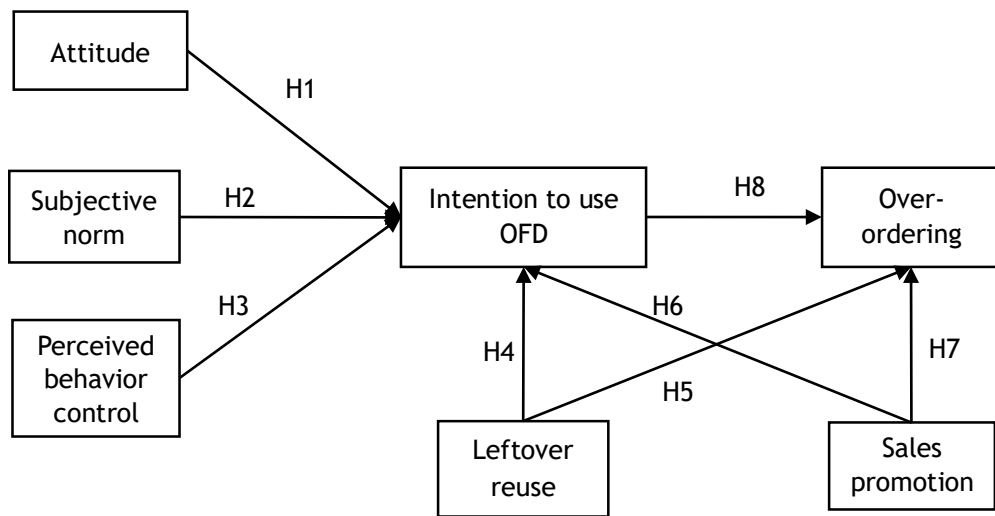 Attitude
H1
Subjective
norm
H2
Intention to use
OFD
H8
Over-
ordering
H3
Perceived
behavior
control
H4
H6
H5
H7
Leftover
reuse
Sales
promotion